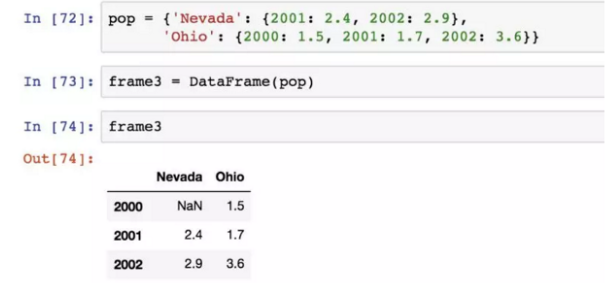 In [72]: pop = {'Nevada': {2001: 2.4, 2002: 2.9},
'Ohio': {2000: 1.5, 2001: 1.7, 2002: 3.6}}
In [73]: frame3 = DataFrame(pop)
In [74]: frame3
Out[74]:
Nevada Ohio
2000 NaN 1.5
2001 2.4 1.7
2002 2.9 3.6